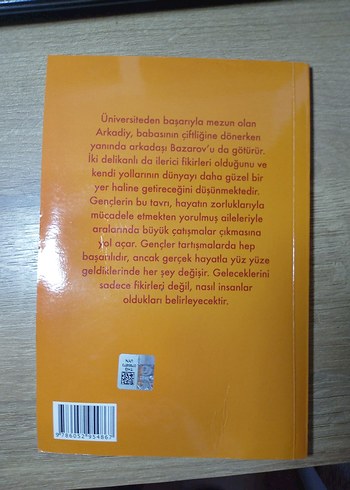 Üniversiteden başarıyla mezun olan
Arkadiy, babasının çiftliğine dönerken
yanında arkadaşı Bazarov'u da götürür.
İki delikanlı da ilerici fikirleri olduğunu ve
kendi yollarının dünyayı daha güzel bir
yer haline getireceğini düşünmektedir.
Gençlerin bu tavrı, hayatın zorluklarıyla
mücadele etmekten yorulmuş aileleriyle
aralarında büyük çatışmalar çıkmasına
yol açar. Gençler tartışmalarda hep
başarılıdır, ancak gerçek hayatla yüz yüze
geldiklerinde her şey değişir. Geleceklerini
sadece fikirleri değil, nasıl insanlar
oldukları belirleyecektir.
9786052954867